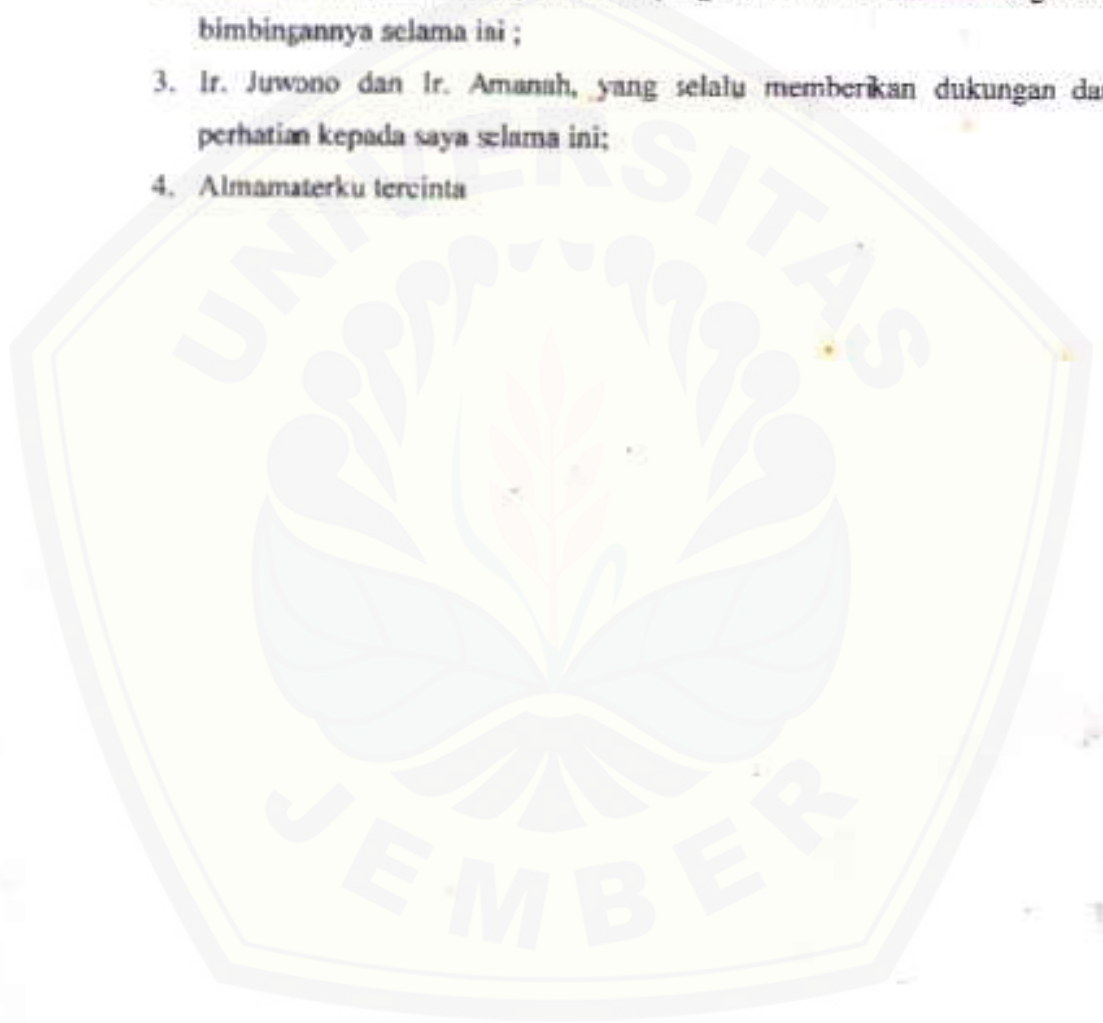 bimbingannya selama ini ;
3. Ir. Juwono dan Ir. Amanah, yang selalu memberikan dukungan dan
perhatian kepada saya selama ini;
4. Almamaterku tercinta
UNIVERSITAS
JEMBER